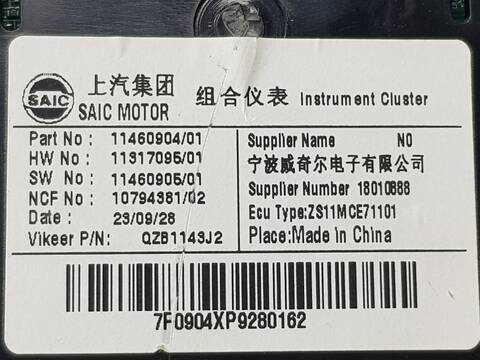 上汽集团
SAIC
SAIC MOTOR
组合仪表 Instrument Cluster
Part No : 11460904/01
HW No : 11317095/01
SW No : 11460905/01
NCF No : 10794381/02
Date : 23/09/28
Vikeer P/N: QZB1143J2
Supplier Name NO
宁波威奇尔电子有限公司
Supplier Number 18010888
Ecu Type:ZS11MCE71101
Place:Made in China
7F0904XP9280162